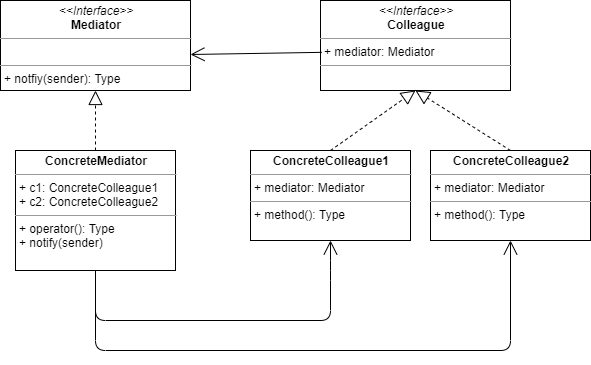 <<Interface>>
Mediator
+ notfiy(sender): Type
<<Interface>>
Colleague
+ mediator: Mediator
ConcreteMediator
+ c1: ConcreteColleague1
+ c2: ConcreteColleague2
+ operator(): Type
+ notify(sender)
ConcreteColleague1
+ mediator: Mediator
+ method(): Type
ConcreteColleague2
+ mediator: Mediator
+ method(): Type